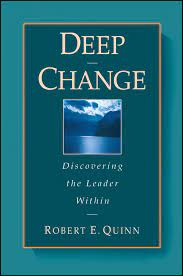 DEEP
CHANGE
Discovering
the Leader
Within
ROBERT E. QUINN